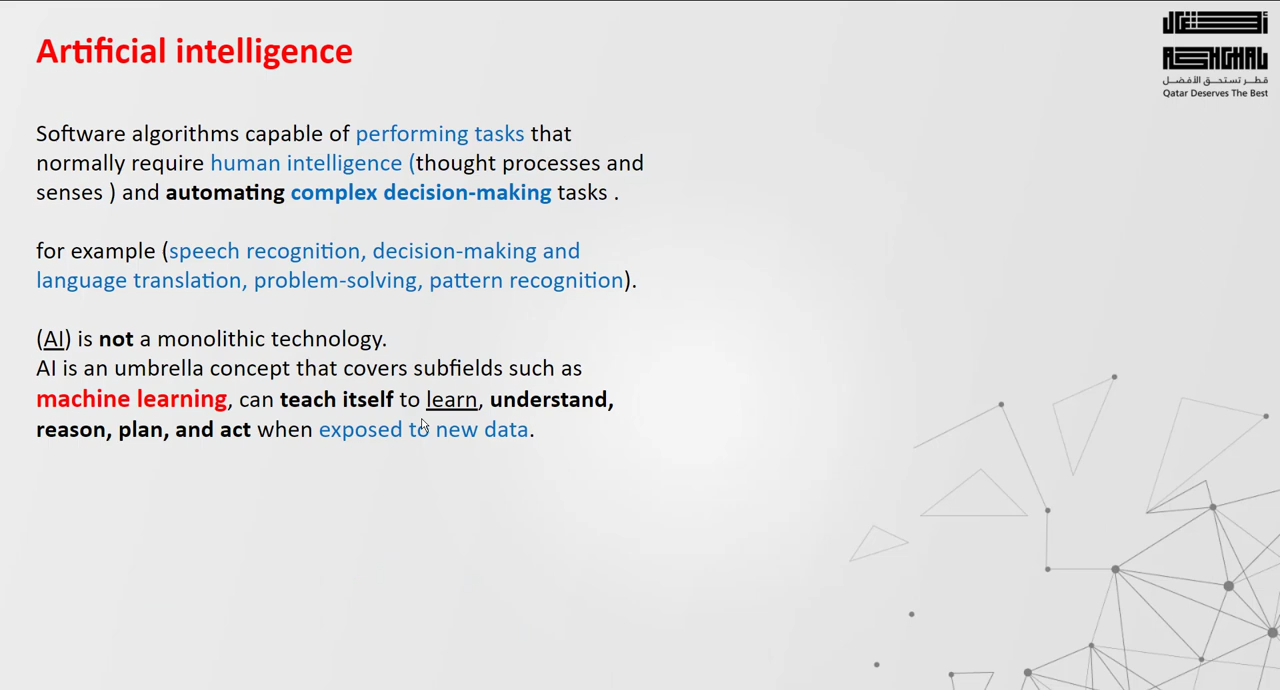 Artificial intelligence
أشغال
ASHGHAL
قطر تستحق الأفضل
Qatar Deserves The Best
Software algorithms capable of performing tasks that
normally require human intelligence (thought processes and
senses ) and automating complex decision-making tasks .
for example (speech recognition, decision-making and
language translation, problem-solving, pattern recognition).
(AI) is not a monolithic technology.
AI is an umbrella concept that covers subfields such as
machine learning, can teach itself to learn, understand,
reason, plan, and act when exposed to new data.